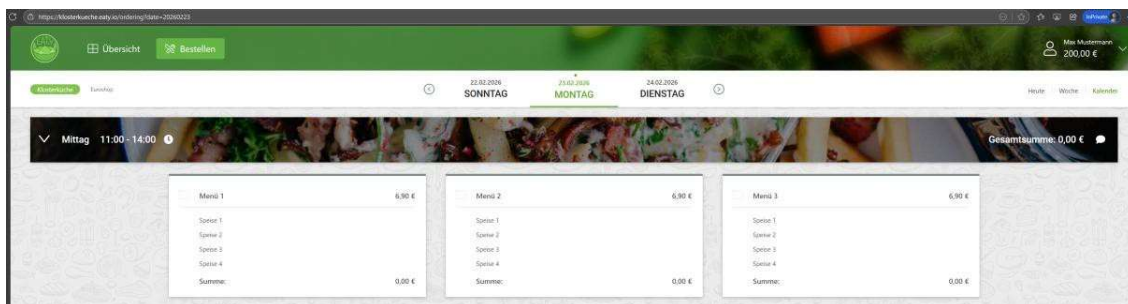 https://klosterkueche.eaty.io/ordering?date=20260223
InPrivate
EATY
Übersicht
Bestellen
Max Mustermann
200,00 €
Klosterküche
22.02.2026
SONNTAG
23.02.2026
MONTAG
24.02.2026
DIENSTAG
Heute Woche Kalender
Mittag 11:00 - 14:00
Gesamtsumme: 0,00 €
Menü 1 6,90 €
Speise 1
Speise 2
Speise 3
Speise 4
Summe: 0,00 €
Menü 2 6,90 €
Speise 1
Speise 2
Speise 3
Speise 4
Summe: 0,00 €
Menü 3 6,90 €
Speise 1
Speise 2
Speise 3
Speise 4
Summe: 0,00 €